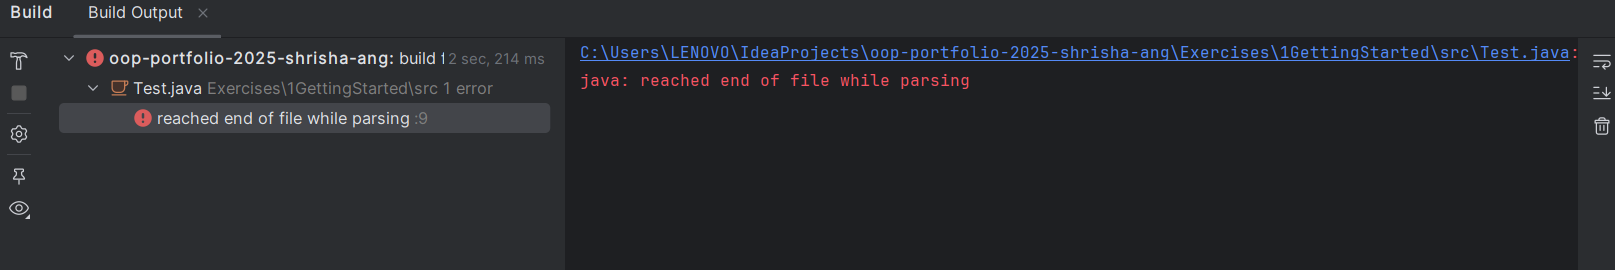 Build Build Output
oop-portfolio-2025-shrisha-ang: build f 2 sec, 214 ms
Test.java Exercises\1GettingStarted\src 1 error
reached end of file while parsing :9
C:\Users\LENOVO\IdeaProjects\oop-portfolio-2025-shrisha-ang\Exercises\1GettingStarted\src\Test.java:
java: reached end of file while parsing